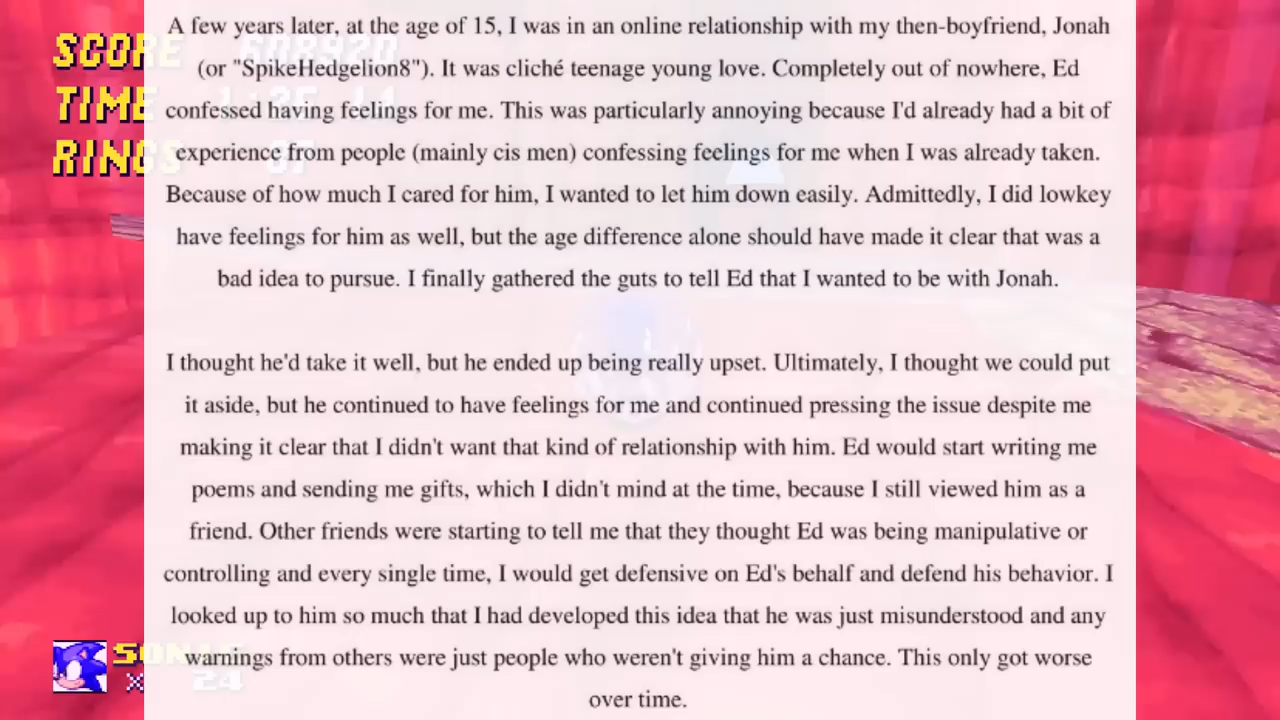 A few years later, at the age of 15, I was in an online relationship with my then-boyfriend, Jonah
(or "SpikeHedgelion8"). It was cliché teenage young love. Completely out of nowhere, Ed
confessed having feelings for me. This was particularly annoying because I'd already had a bit of
experience from people (mainly cis men) confessing feelings for me when I was already taken.
Because of how much I cared for him, I wanted to let him down easily. Admittedly, I did lowkey
have feelings for him as well, but the age difference alone should have made it clear that was a
bad idea to pursue. I finally gathered the guts to tell Ed that I wanted to be with Jonah.
I thought he'd take it well, but he ended up being really upset. Ultimately, I thought we could put
it aside, but he continued to have feelings for me and continued pressing the issue despite me
making it clear that I didn't want that kind of relationship with him. Ed would start writing me
poems and sending me gifts, which I didn't mind at the time, because I still viewed him as a
friend. Other friends were starting to tell me that they thought Ed was being manipulative or
controlling and every single time, I would get defensive on Ed's behalf and defend his behavior. I
looked up to him so much that I had developed this idea that he was just misunderstood and any
warnings from others were just people who weren't giving him a chance. This only got worse
over time.
SCORE
TIME
RINGS
SONIC
× 24